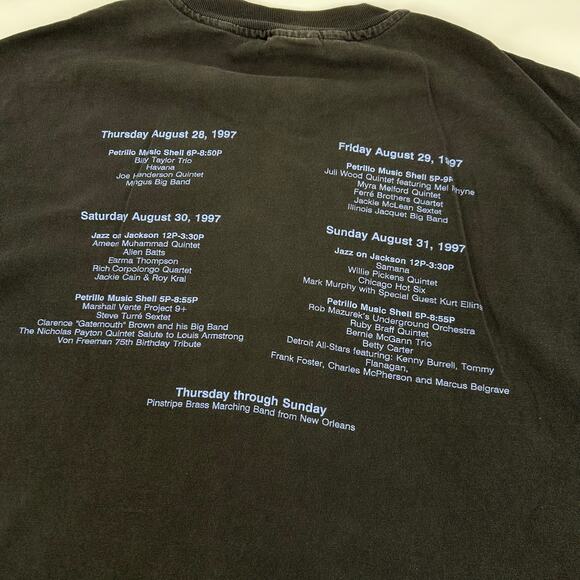 Thursday August 28, 1997
Petrillo Music Shell 6P-8:50P
Billy Taylor Trio
Havana
Joe Henderson Quintet
Mingus Big Band
Friday August 29, 1997
Petrillo Music Shell 5P-9P
Juli Wood Quintet featuring Mel Rhyne
Myra Melford Quintet
Ferré Brothers Quartet
Jackie McLean Sextet
Illinois Jacquet Big Band
Saturday August 30, 1997
Jazz on Jackson 12P-3:30P
Ameen Muhammad Quintet
Allen Batts
Earma Thompson
Rich Corpolongo Quartet
Jackie Cain & Roy Kral
Petrillo Music Shell 5P-8:55P
Marshall Vente Project 9+
Steve Turré Sextet
Clarence "Gatemouth" Brown and his Big Band
The Nicholas Payton Quintet Salute to Louis Armstrong
Von Freeman 75th Birthday Tribute
Sunday August 31, 1997
Jazz on Jackson 12P-3:30P
Samana
Willie Pickens Quintet
Chicago Hot Six
Mark Murphy with Special Guest Kurt Elling
Petrillo Music Shell 5P-8:55P
Rob Mazurek's Underground Orchestra
Ruby Braff Quintet
Bernie McGann Trio
Betty Carter
Detroit All-Stars featuring: Kenny Burrell, Tommy
Flanagan,
Frank Foster, Charles McPherson and Marcus Belgrave
Thursday through Sunday
Pinstripe Brass Marching Band from New Orleans